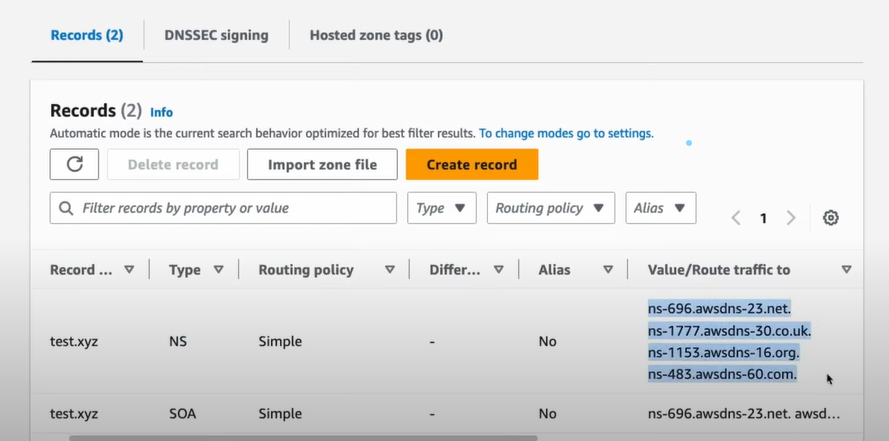 Records (2) DNSSEC signing Hosted zone tags (0)
Records (2) Info
Automatic mode is the current search behavior optimized for best filter results. To change modes go to settings.
Delete record Import zone file Create record
Filter records by property or value Type Routing policy Alias 1
Record ... Type Routing policy Differ... Alias Value/Route traffic to
ns-696.awsdns-23.net.
ns-1777.awsdns-30.co.uk.
test.xyz NS Simple - No
ns-1153.awsdns-16.org.
ns-483.awsdns-60.com.
test.xyz SOA Simple - No ns-696.awsdns-23.net. awsd...